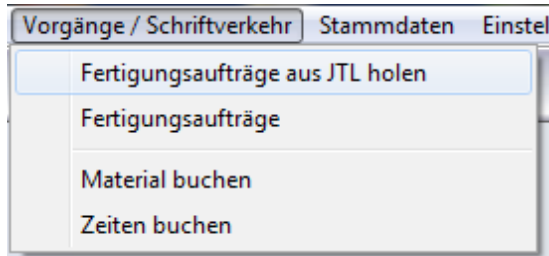 Vorgänge / Schriftverkehr Stammdaten Einstel
Fertigungsaufträge aus JTL holen
Fertigungsaufträge
Material buchen
Zeiten buchen